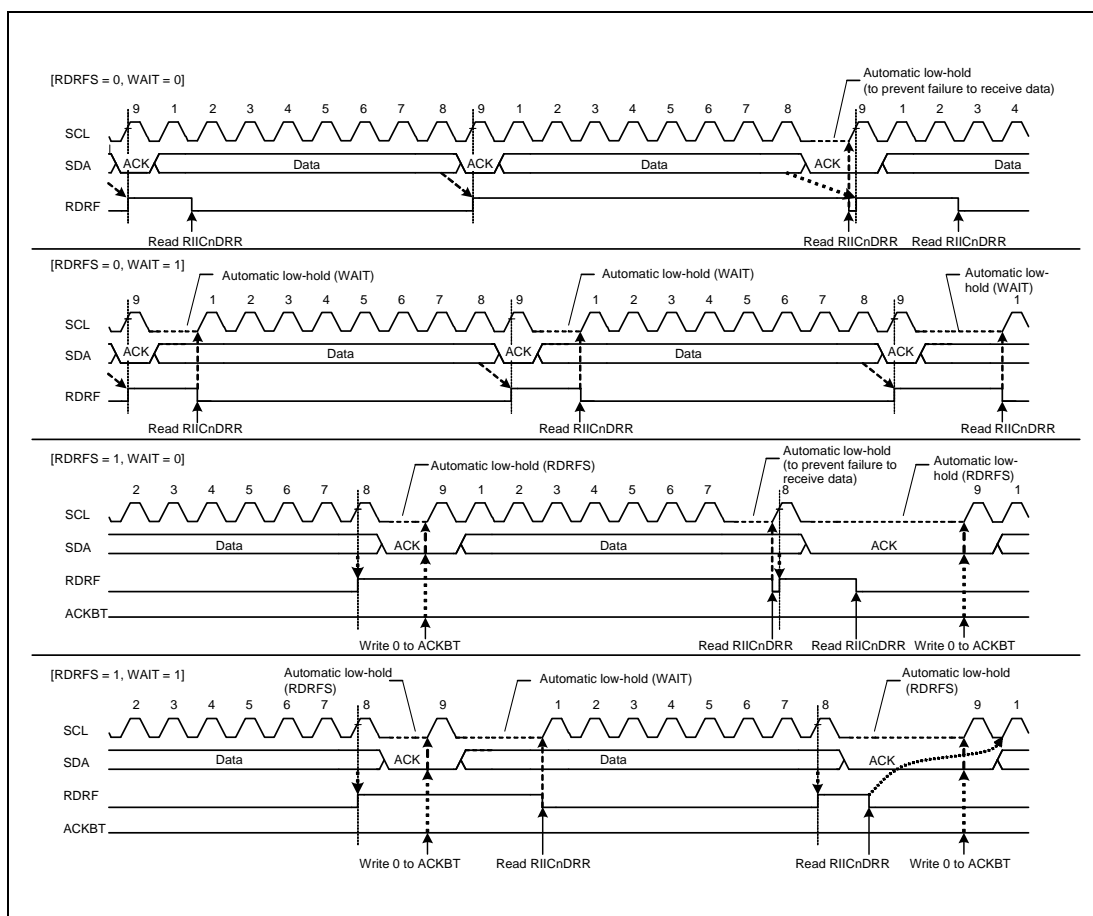 [RDRFS = 0, WAIT = 0]
Automatic low-hold
(to prevent failure to receive data)
9 1 2 3 4 5 6 7 8 9 1 2 3 4 5 6 7 8 9 1 2 3 4
SCL
SDA ACK Data ACK Data ACK Data
RDRF
Read RIICnDRR Read RIICnDRR Read RIICnDRR
[RDRFS = 0, WAIT = 1]
Automatic low-hold (WAIT) Automatic low-hold (WAIT) Automatic low-
hold (WAIT)
9 1 2 3 4 5 6 7 8 9 1 2 3 4 5 6 7 8 9 1
SCL
SDA ACK Data ACK Data ACK
RDRF
Read RIICnDRR Read RIICnDRR Read RIICnDRR
[RDRFS = 1, WAIT = 0]
Automatic low-hold (RDRFS) Automatic low-hold
(to prevent failure to
receive data) Automatic low-
hold (RDRFS)
2 3 4 5 6 7 8 9 1 2 3 4 5 6 7 8 9 1
SCL
SDA Data ACK Data ACK
RDRF
ACKBT
Write 0 to ACKBT Read RIICnDRR Read RIICnDRR Write 0 to ACKBT
[RDRFS = 1, WAIT = 1]
Automatic low-hold
(RDRFS) Automatic low-hold (WAIT) Automatic low-hold
(RDRFS)
2 3 4 5 6 7 8 9 1 2 3 4 5 6 7 8 9 1
SCL
SDA Data ACK Data ACK
RDRF
ACKBT
Write 0 to ACKBT Read RIICnDRR Read RIICnDRR Write 0 to ACKBT